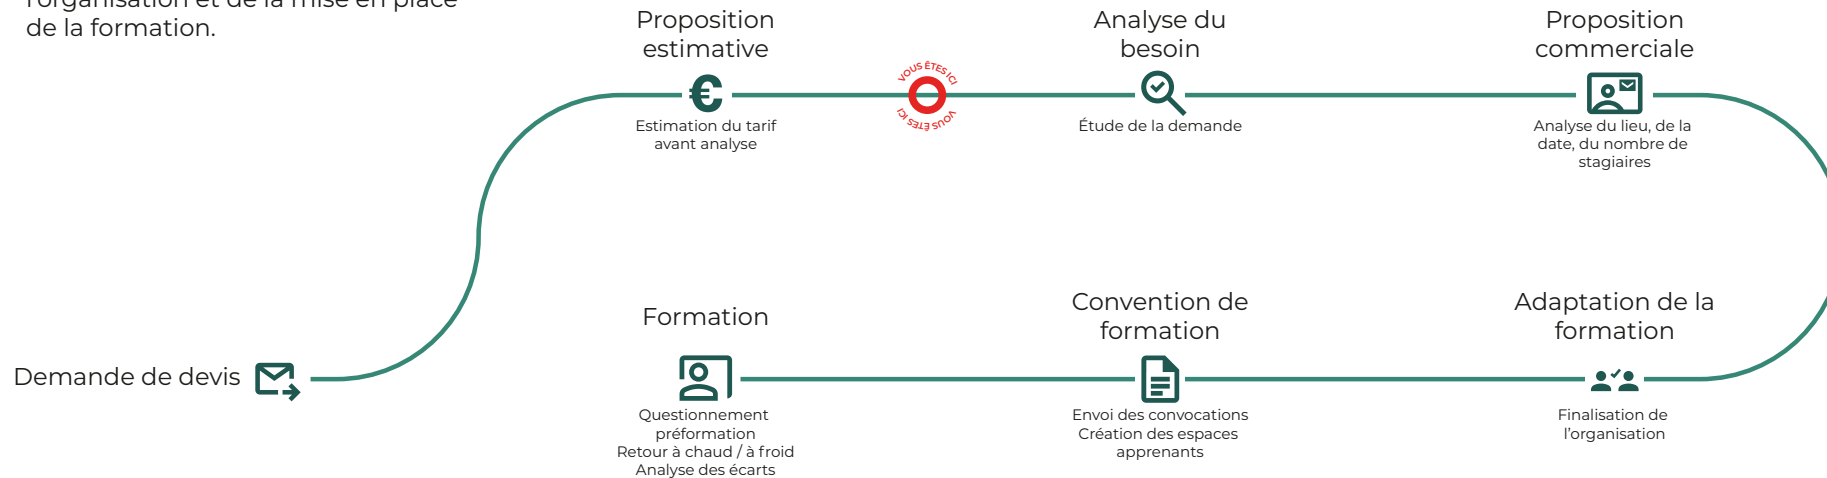 l'organisation et de la mise en place
de la formation.
Proposition
estimative
Estimation du tarif
avant analyse
VOUS ÊTES ICI
VOUS ÊTES ICI
Analyse du
besoin
Étude de la demande
Proposition
commerciale
Analyse du lieu, de la
date, du nombre de
stagiaires
Demande de devis
Formation
Questionnement
préformation
Retour à chaud / à froid
Analyse des écarts
Convention de
formation
Envoi des convocations
Création des espaces
apprenants
Adaptation de la
formation
Finalisation de
l'organisation